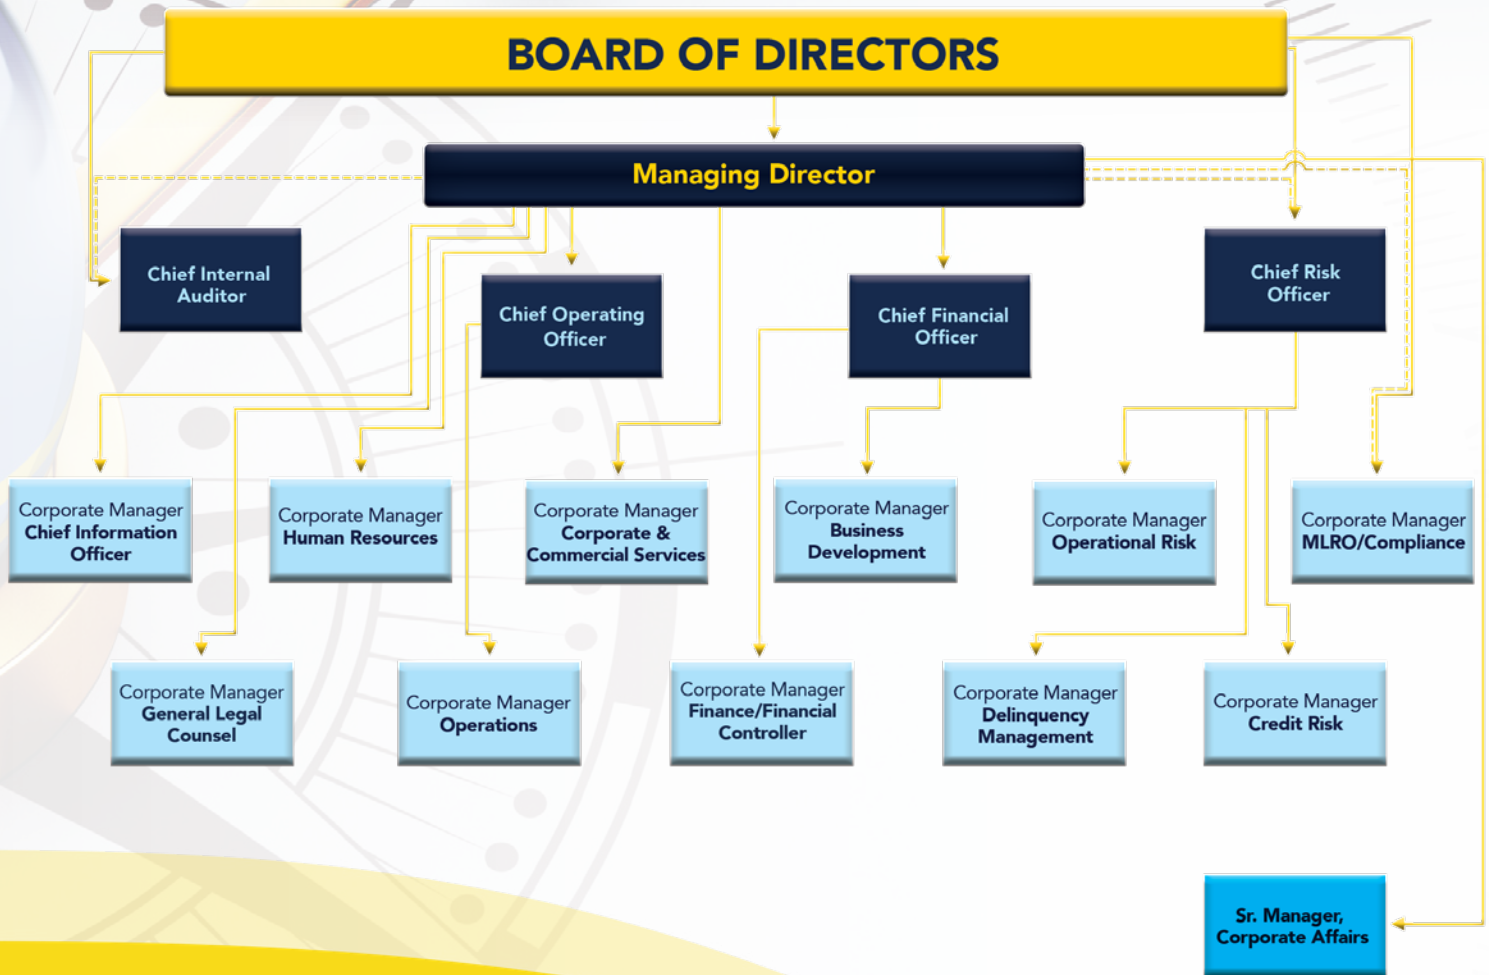 BOARD OF DIRECTORS
Managing Director
Chief Internal
Auditor
Chief Operating
Officer
Chief Financial
Officer
Chief Risk
Officer
Corporate Manager
Chief Information
Officer
Corporate Manager
Human Resources
Corporate Manager
Corporate &
Commercial Services
Corporate Manager
Business
Development
Corporate Manager
Operational Risk
Corporate Manager
MLRO/Compliance
Corporate Manager
General Legal
Counsel
Corporate Manager
Operations
Corporate Manager
Finance/Financial
Controller
Corporate Manager
Delinquency
Management
Corporate Manager
Credit Risk
Sr. Manager,
Corporate Affairs